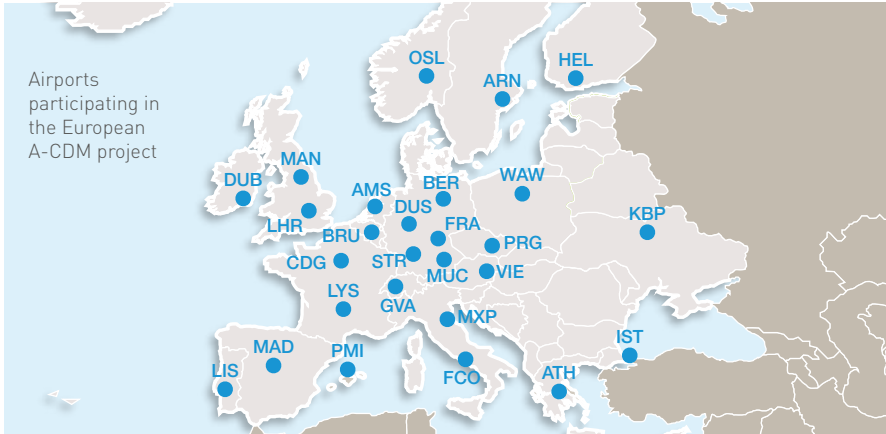 Airports
participating in
the European
A-CDM project
OSL
HEL
ARN
MAN
DUB
LHR
AMS
BER
WAW
DUS
FRA
KBP
BRU
PRG
CDG
STR
MUC
VIE
LYS
GVA
MXP
IST
MAD
PMI
LIS
FCO
ATH